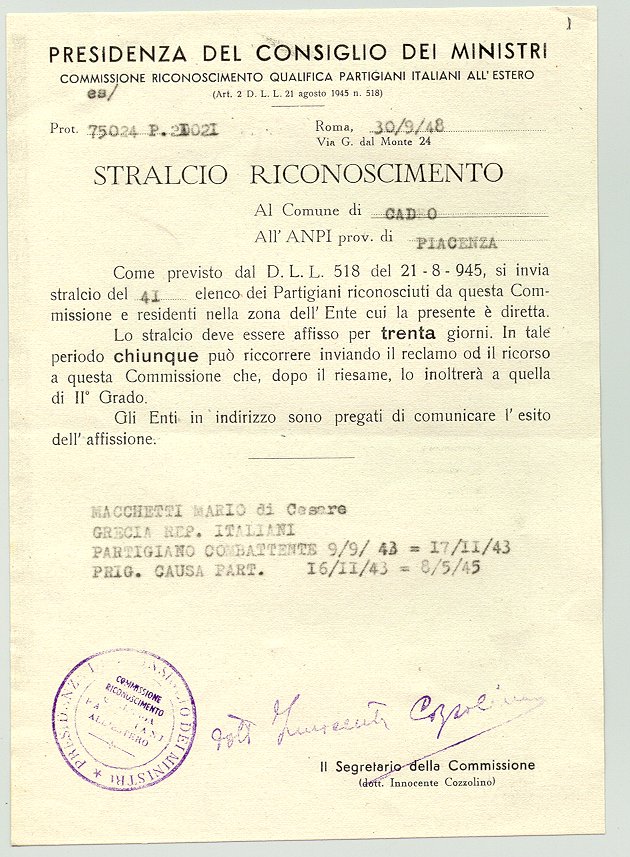 PRESIDENZA DEL CONSIGLIO DEI MINISTRI
COMMISSIONE RICONOSCIMENTO QUALIFICA PARTIGIANI ITALIANI ALL' ESTERO
es/
(Art. 2 D. L. L. 21 agosto 1945 n. 518)
Prot. 75024 P. Roma, 30/9/48
Via G. dal Monte 24
STRALCIO RICONOSCIMENTO
Al Comune di
All' ANPI prov. di PIACENZA
Come previsto dal D. L. L. 518 del 21 - 8 - 945, si invia
stralcio del 4I elenco dei Partigiani riconosciuti da questa Com-
missione e residenti nella zona dell' Ente cui la presente è diretta.
Lo stralcio deve essere affisso per trenta giorni. In tale
periodo chiunque può riccorrere inviando il reclamo od il ricorso
a questa Commissione che, dopo il riesame, lo inoltrerà a quella
di II° Grado.
Gli Enti in indirizzo sono pregati di comunicare l' esito
dell' affissione.
MACCHETTI MARIO di Cesare
GRECIA REP. ITALIANI
PARTIGIANO COMBATTENTE 9/9/ 43 = I7/II/43
PRIG. CAUSA PART. I6/II/43 = 8/5/45
COMMISSIONE
RICONOSCIMENTO
ALL'ESTERO
DEI MINISTRI
dott Innocente Cozzolino
Il Segretario della Commissione
(dott. Innocente Cozzolino)